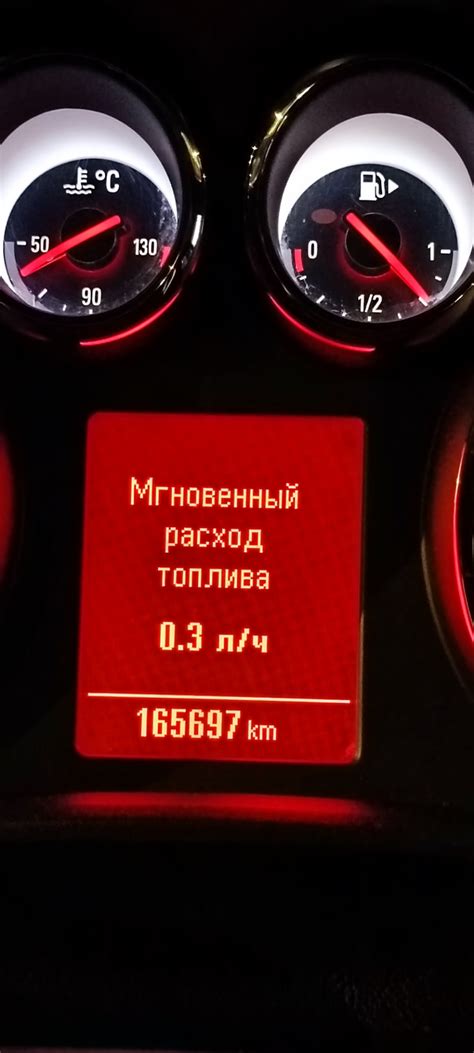 °C
50
130
90
0
1
1/2
Мгновенный
расход
топлива
0.3 л/ч
165697 km